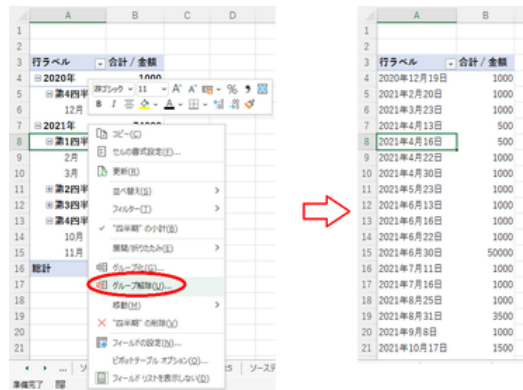 A B C D
1
2
3 行ラベル 合計 / 金額
4 2020年 1000
5 第4四半
6 12月
7 2021年
8 第1四半
9 2月
10 3月
11 第2四半
12 第3四半
13 第4四半
14 10月
15 11月
16 総計
17
18
19
20
21
游ゴシック 11 A A % 9
B I A
コピー(C)
セルの書式設定(F)...
更新(R)
並べ替え(S)
フィルター(T)
"四半期" の小計(B)
展開/折りたたみ(E)
グループ化(G)...
グループ解除(U)...
移動(M)
"四半期" の削除(V)
フィールドの設定(N)...
ピボットテーブル オプション(O)...
フィールド リストを表示しない(D)
...
準備完了
A B
1
2
3 行ラベル 合計 / 金額
4 2020年12月19日 1000
5 2021年2月20日 1000
6 2021年3月23日 1000
7 2021年4月13日 500
8 2021年4月16日 500
9 2021年4月22日 1000
10 2021年4月30日 1000
11 2021年5月23日 1000
12 2021年6月13日 1000
13 2021年6月16日 1000
14 2021年6月22日 1000
15 2021年6月30日 50000
16 2021年7月11日 1000
17 2021年7月16日 1000
18 2021年8月25日 1000
19 2021年8月31日 3500
20 2021年9月8日 1000
21 2021年10月17日 1500